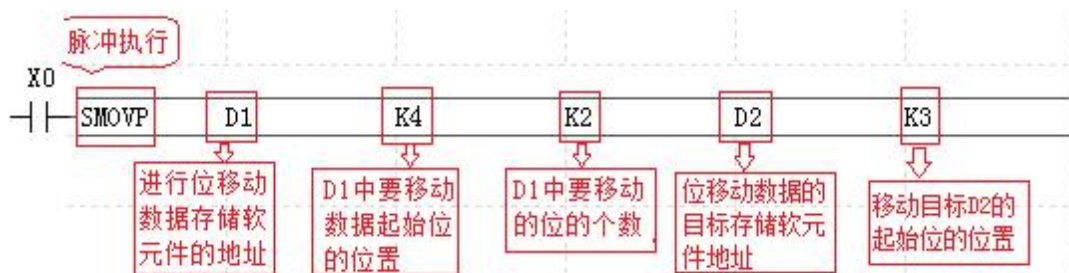 脉冲执行
X0
SMOVP D1 K4 K2 D2 K3
进行位移动
数据存储软
元件的地址
D1中要移动
数据起始位
的位置
D1中要移动
的位的个数
位移动数据的
目标存储软元
件地址
移动目标D2的
起始位的位置